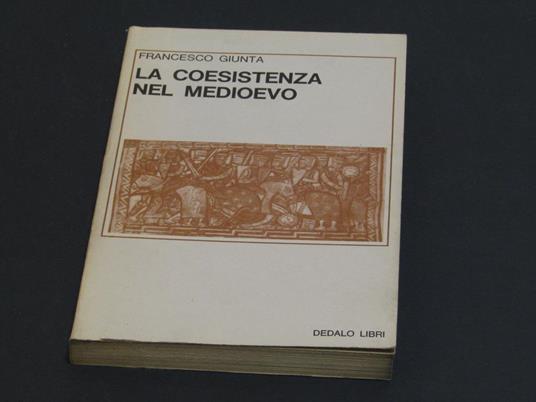 FRANCESCO GIUNTA
LA COESISTENZA
NEL MEDIOEVO
DEDALO LIBRI